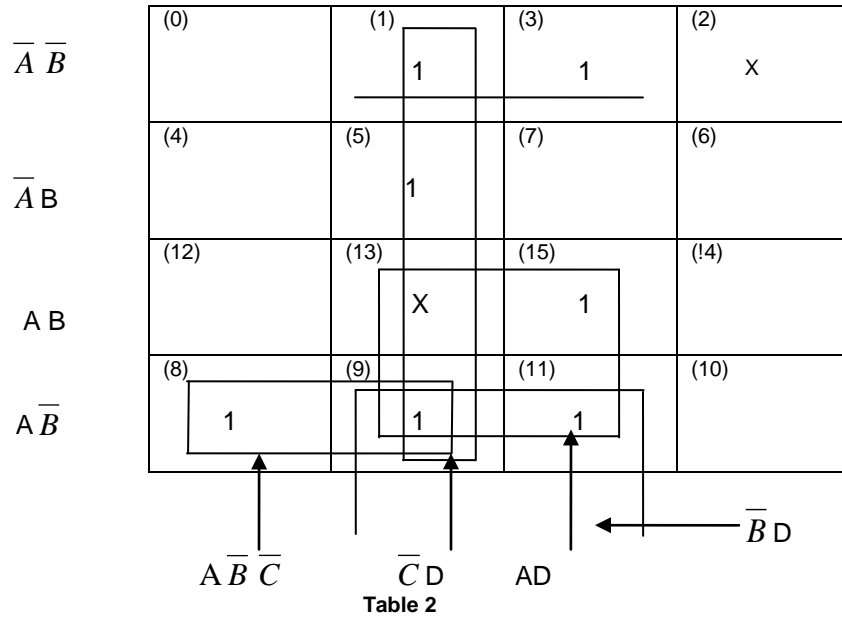 (0) (1) (3) (2)
A̅ B̅ 1 1 X
(4) (5) (7) (6)
A̅ B 1
(12) (13) (15) (!4)
A B X 1
(8) (9) (11) (10)
A B̅ 1 1 1
B̅ D
A B̅ C̅ C̅ D AD
Table 2